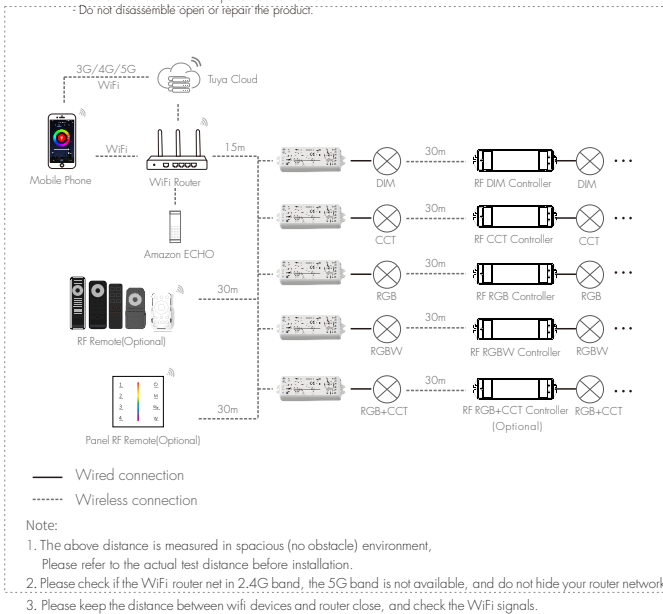 - Do not disassemble open or repair the product.
3G/4G/5G
WiFi
Tuya Cloud
WiFi
15m
Mobile Phone
WiFi Router
Amazon ECHO
30m
RF Remote(Optional)
30m
Panel RF Remote(Optional)
DIM
30m
RF DIM Controller
DIM
CCT
30m
RF CCT Controller
CCT
RGB
30m
RF RGB Controller
RGB
RGBW
30m
RF RGBW Controller
RGBW
RGB+CCT
30m
RF RGB+CCT Controller
(Optional)
RGB+CCT
Wired connection
Wireless connection
Note:
1. The above distance is measured in spacious (no obstacle) environment,
Please refer to the actual test distance before installation.
2. Please check if the WiFi router net in 2.4G band, the 5G band is not available, and do not hide your router network
3. Please keep the distance between wifi devices and router close, and check the WiFi signals.